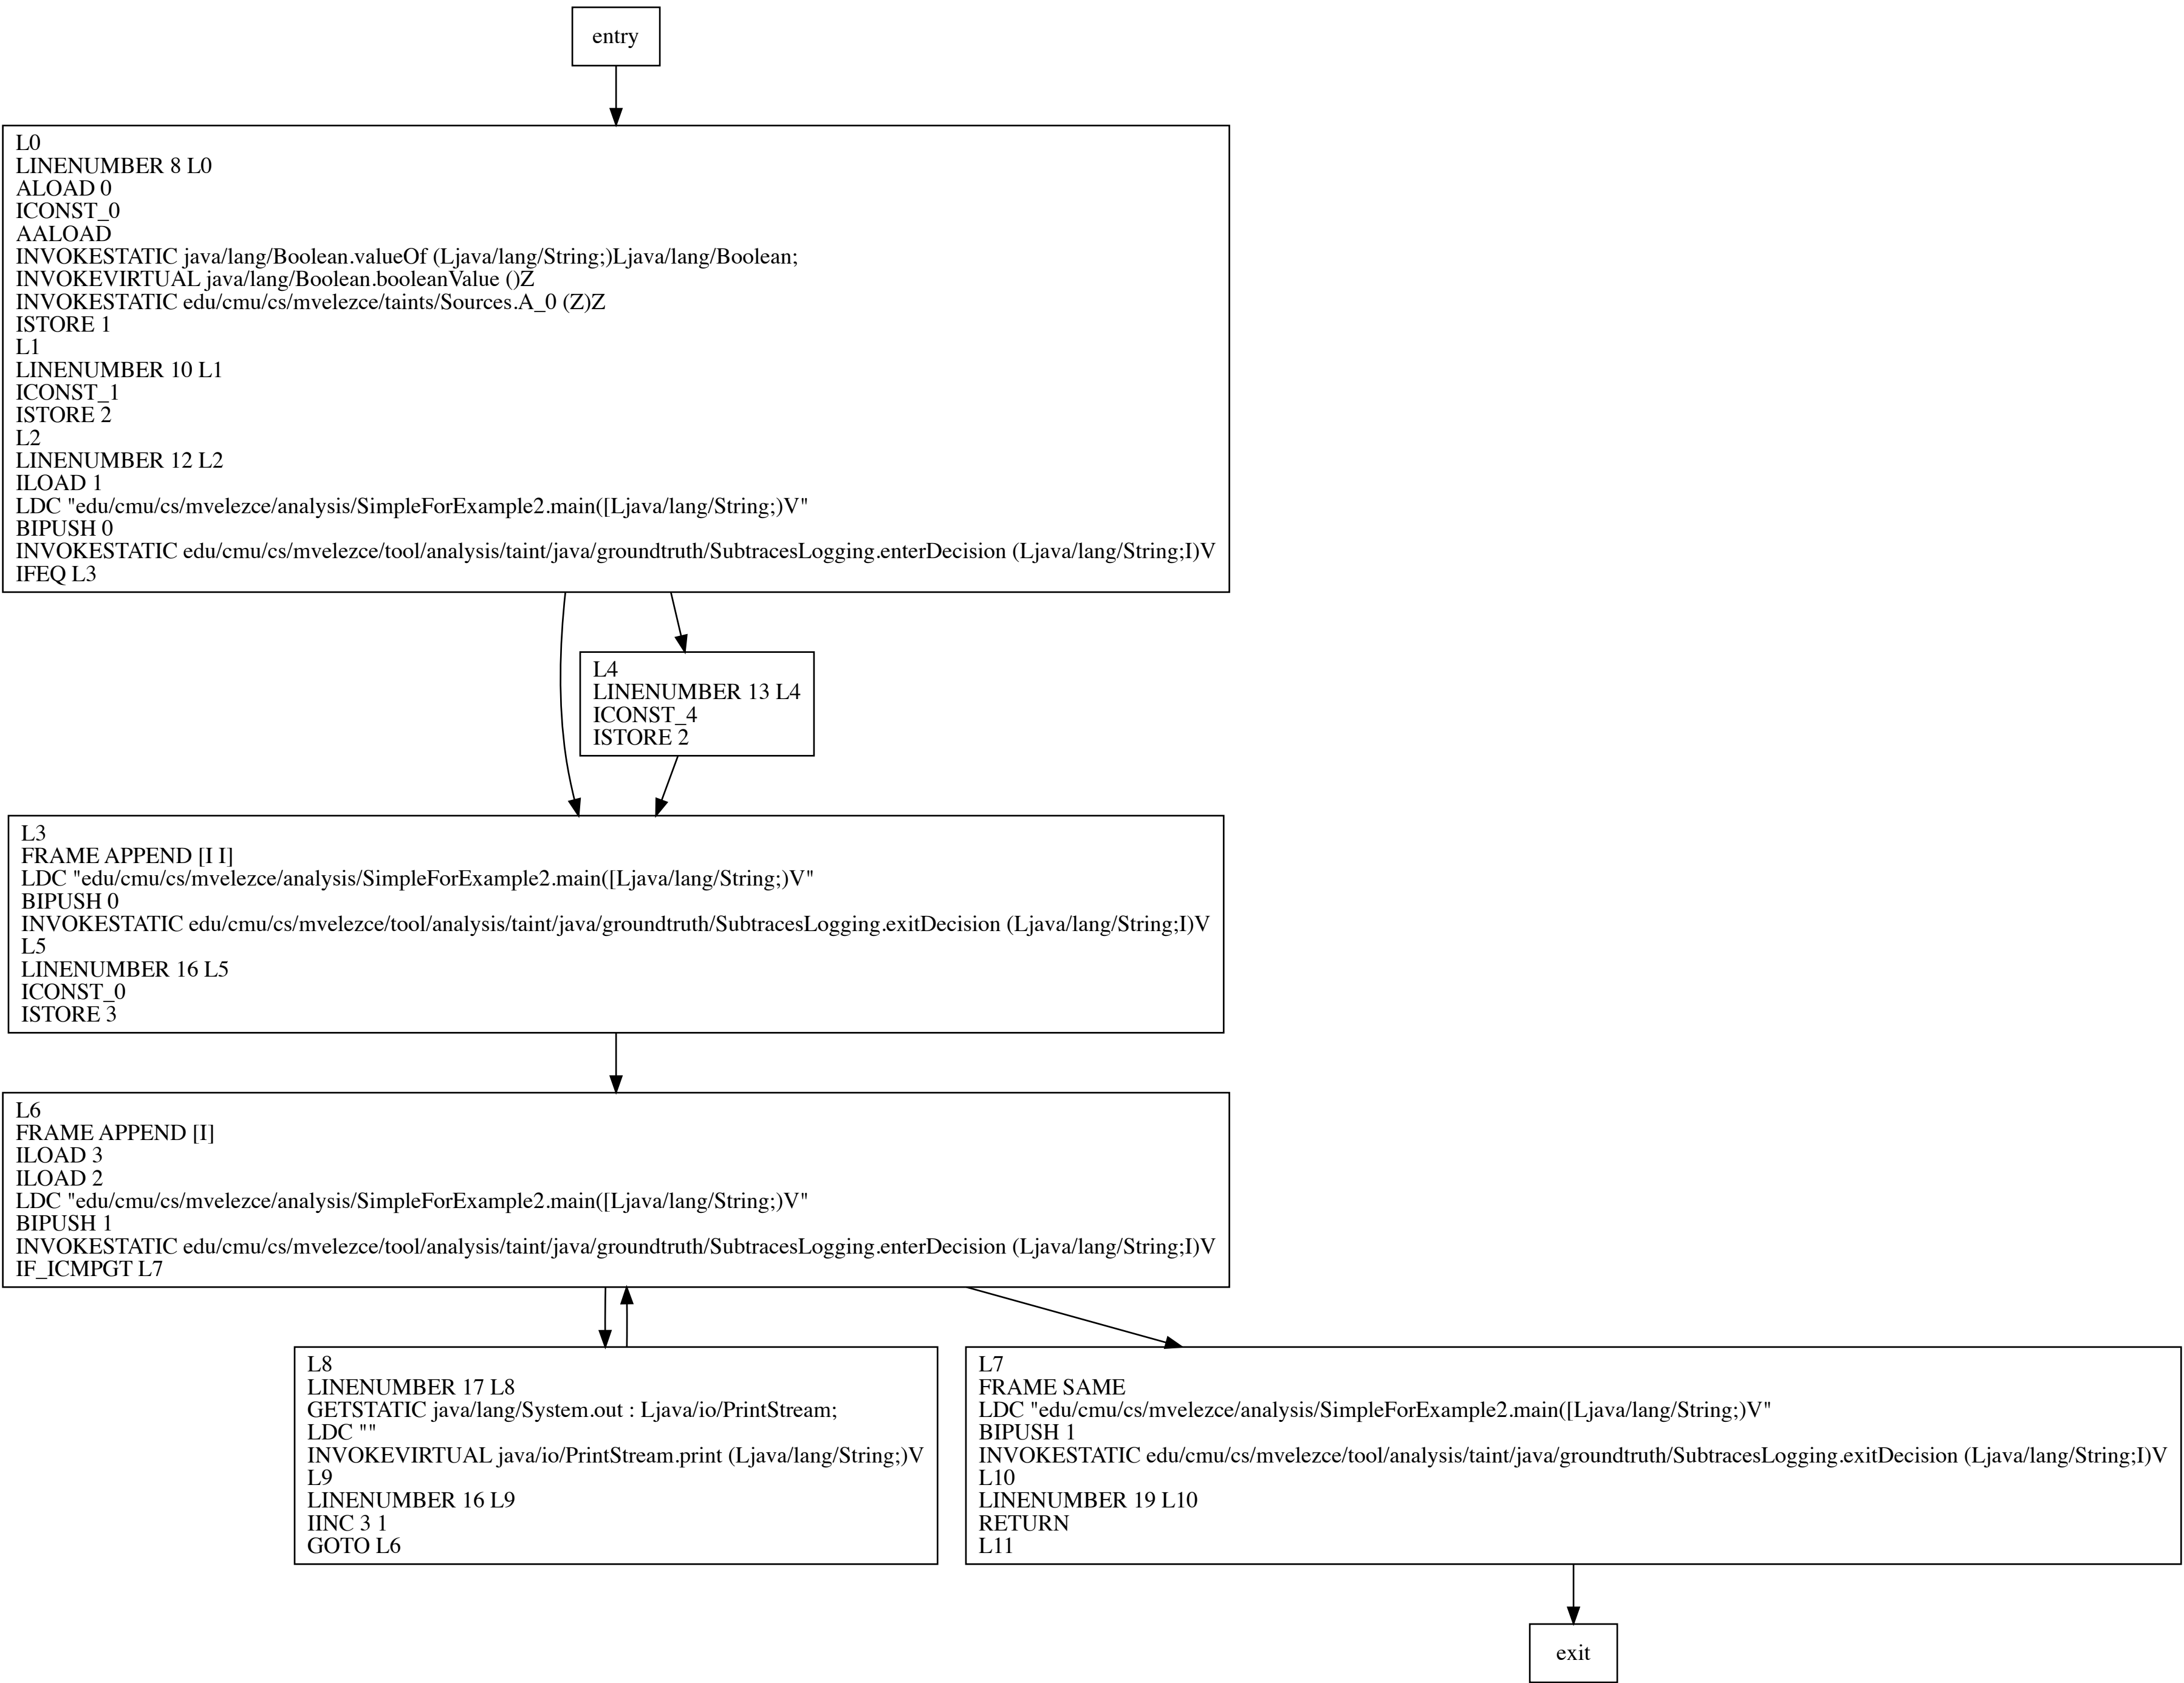 entry
L0
LINENUMBER 8 L0
ALOAD 0
ICONST_0
AALOAD
INVOKESTATIC java/lang/Boolean.valueOf (Ljava/lang/String;)Ljava/lang/Boolean;
INVOKEVIRTUAL java/lang/Boolean.booleanValue ()Z
INVOKESTATIC edu/cmu/cs/mvelezce/taints/Sources.A_0 (Z)Z
ISTORE 1
L1
LINENUMBER 10 L1
ICONST_1
ISTORE 2
L2
LINENUMBER 12 L2
ILOAD 1
LDC "edu/cmu/cs/mvelezce/analysis/SimpleForExample2.main([Ljava/lang/String;)V"
BIPUSH 0
INVOKESTATIC edu/cmu/cs/mvelezce/tool/analysis/taint/java/groundtruth/SubtracesLogging.enterDecision (Ljava/lang/String;I)V
IFEQ L3
L4
LINENUMBER 13 L4
ICONST_4
ISTORE 2
L3
FRAME APPEND [I I]
LDC "edu/cmu/cs/mvelezce/analysis/SimpleForExample2.main([Ljava/lang/String;)V"
BIPUSH 0
INVOKESTATIC edu/cmu/cs/mvelezce/tool/analysis/taint/java/groundtruth/SubtracesLogging.exitDecision (Ljava/lang/String;I)V
L5
LINENUMBER 16 L5
ICONST_0
ISTORE 3
L6
FRAME APPEND [I]
ILOAD 3
ILOAD 2
LDC "edu/cmu/cs/mvelezce/analysis/SimpleForExample2.main([Ljava/lang/String;)V"
BIPUSH 1
INVOKESTATIC edu/cmu/cs/mvelezce/tool/analysis/taint/java/groundtruth/SubtracesLogging.enterDecision (Ljava/lang/String;I)V
IF_ICMPGT L7
L8
LINENUMBER 17 L8
GETSTATIC java/lang/System.out : Ljava/io/PrintStream;
LDC ""
INVOKEVIRTUAL java/io/PrintStream.print (Ljava/lang/String;)V
L9
LINENUMBER 16 L9
IINC 3 1
GOTO L6
L7
FRAME SAME
LDC "edu/cmu/cs/mvelezce/analysis/SimpleForExample2.main([Ljava/lang/String;)V"
BIPUSH 1
INVOKESTATIC edu/cmu/cs/mvelezce/tool/analysis/taint/java/groundtruth/SubtracesLogging.exitDecision (Ljava/lang/String;I)V
L10
LINENUMBER 19 L10
RETURN
L11
exit